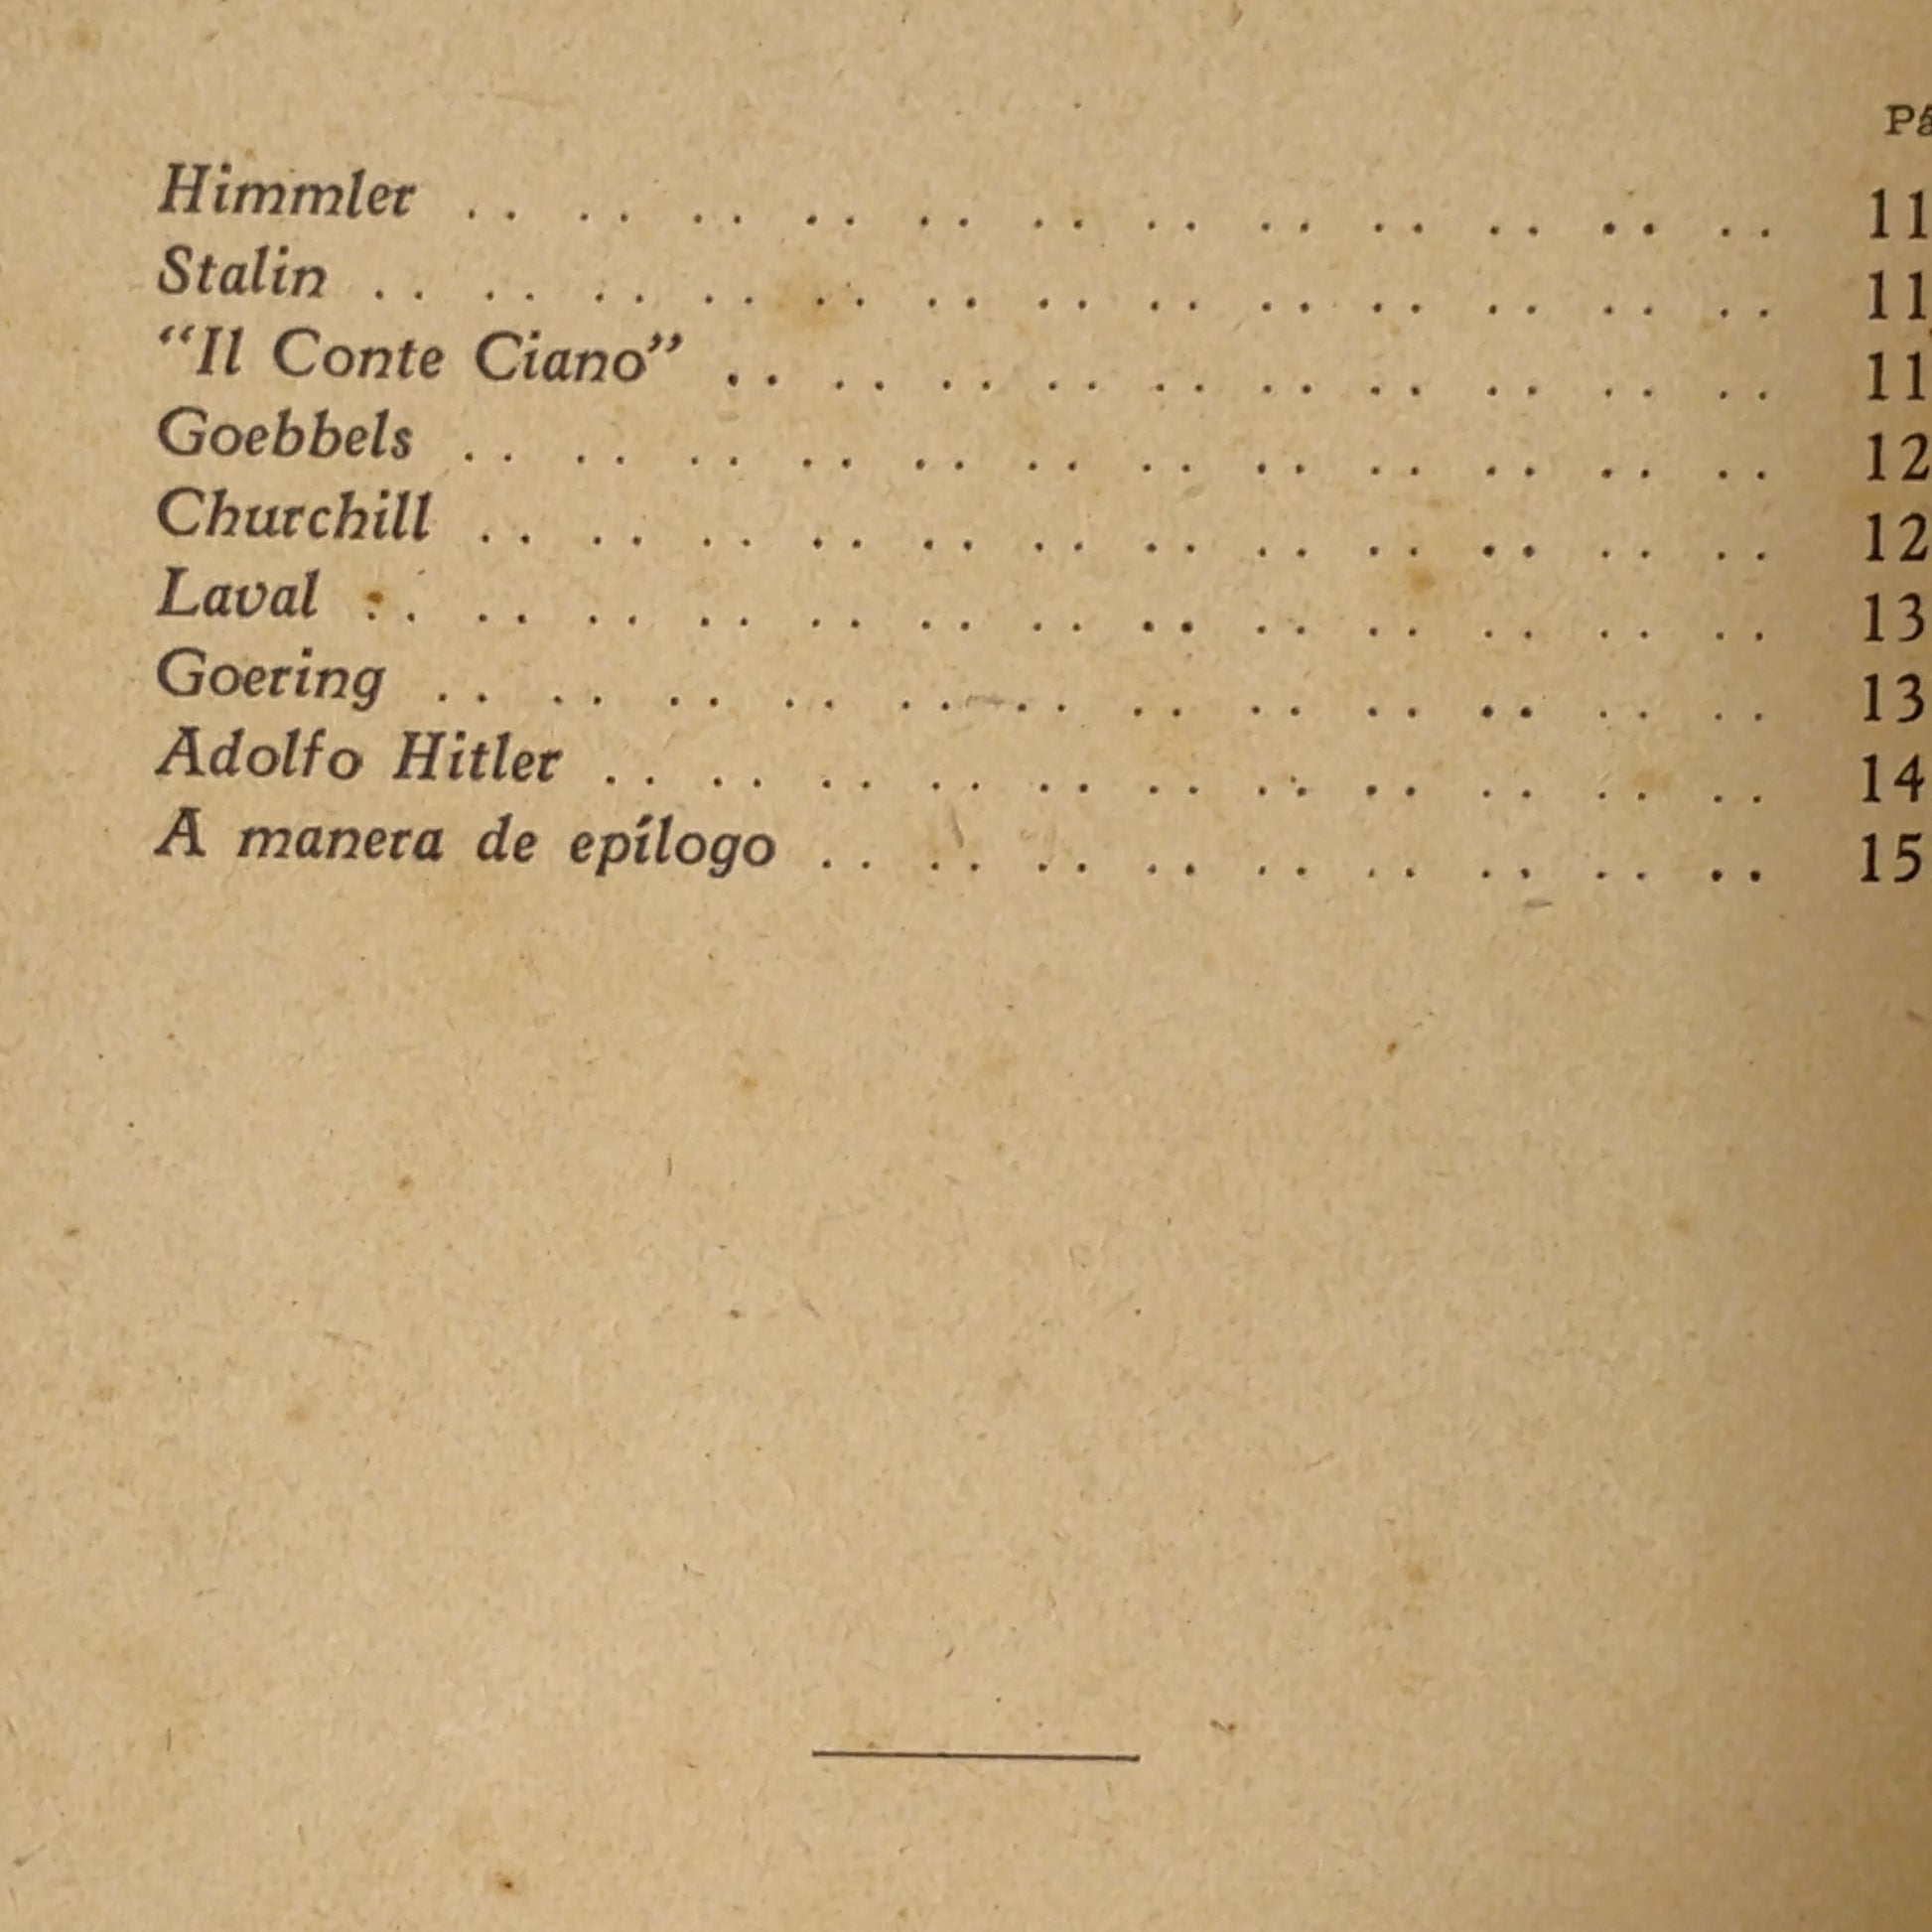 Pá
Himmler .. .. .. .. .. .. .. .. .. .. .. .. 11
Stalin .. .. .. .. .. .. .. .. .. .. .. .. .. 11
“Il Conte Ciano” .. .. .. .. .. .. .. .. .. .. 11
Goebbels .. .. .. .. .. .. .. .. .. .. .. .. 12
Churchill .. .. .. .. .. .. .. .. .. .. .. .. 12
Laval .. .. .. .. .. .. .. .. .. .. .. .. .. 13
Goering .. .. .. .. .. .. .. .. .. .. .. .. 13
Adolfo Hitler .. .. .. .. .. .. .. .. .. .. .. 14
A manera de epílogo .. .. .. .. .. .. .. .. .. 15